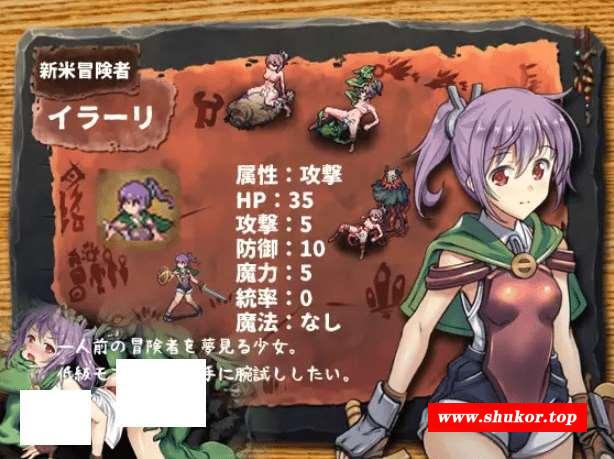 新米冒険者
イラーリ
属性：攻撃
HP：35
攻撃：5
防御：10
魔力：5
統率：0
魔法：なし
一人前の冒険者を夢見る少女。
低級モ 手に腕試ししたい。
www.shukor.top